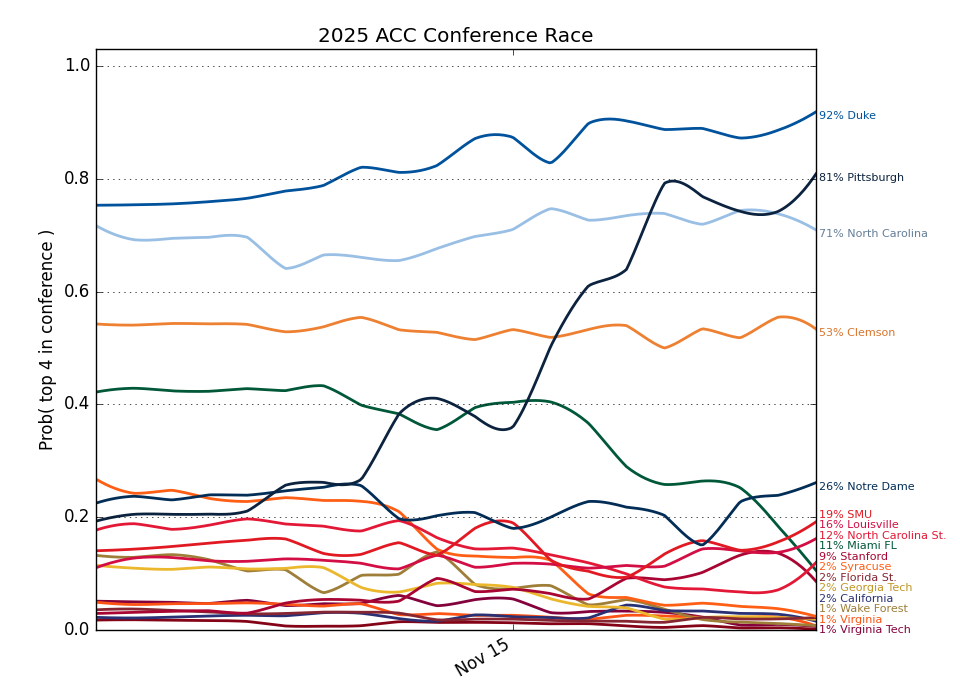 2025 ACC Conference Race
Prob( top 4 in conference )
1.0
0.8
0.6
0.4
0.2
0.0
Nov 15
92% Duke
81% Pittsburgh
71% North Carolina
53% Clemson
26% Notre Dame
19% SMU
16% Louisville
12% North Carolina St.
11% Miami FL
9% Stanford
2% Syracuse
2% Florida St.
2% Georgia Tech
2% California
1% Wake Forest
1% Virginia
1% Virginia Tech